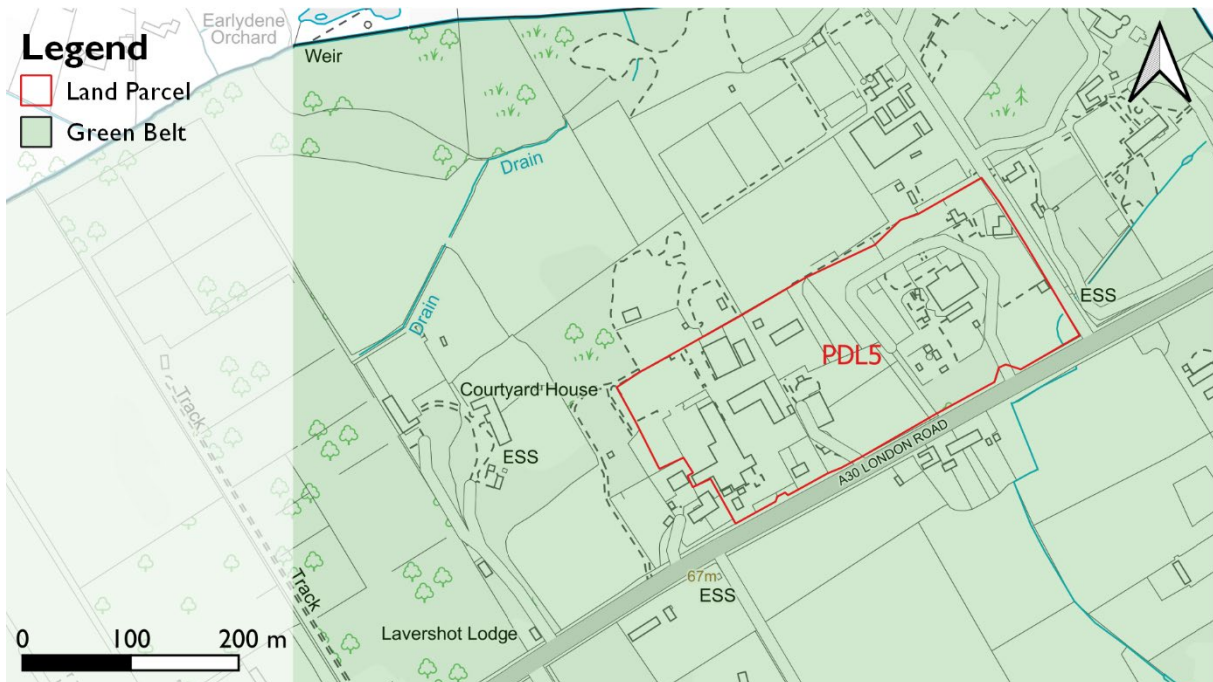 Earlydene
Orchard
Legend
Land Parcel
Green Belt
Weir
Drain
Drain
ESS
PDL5
Courtyard House
ESS
A30 LONDON ROAD
Track
Track
67m
ESS
Lavershot Lodge
0 100 200 m